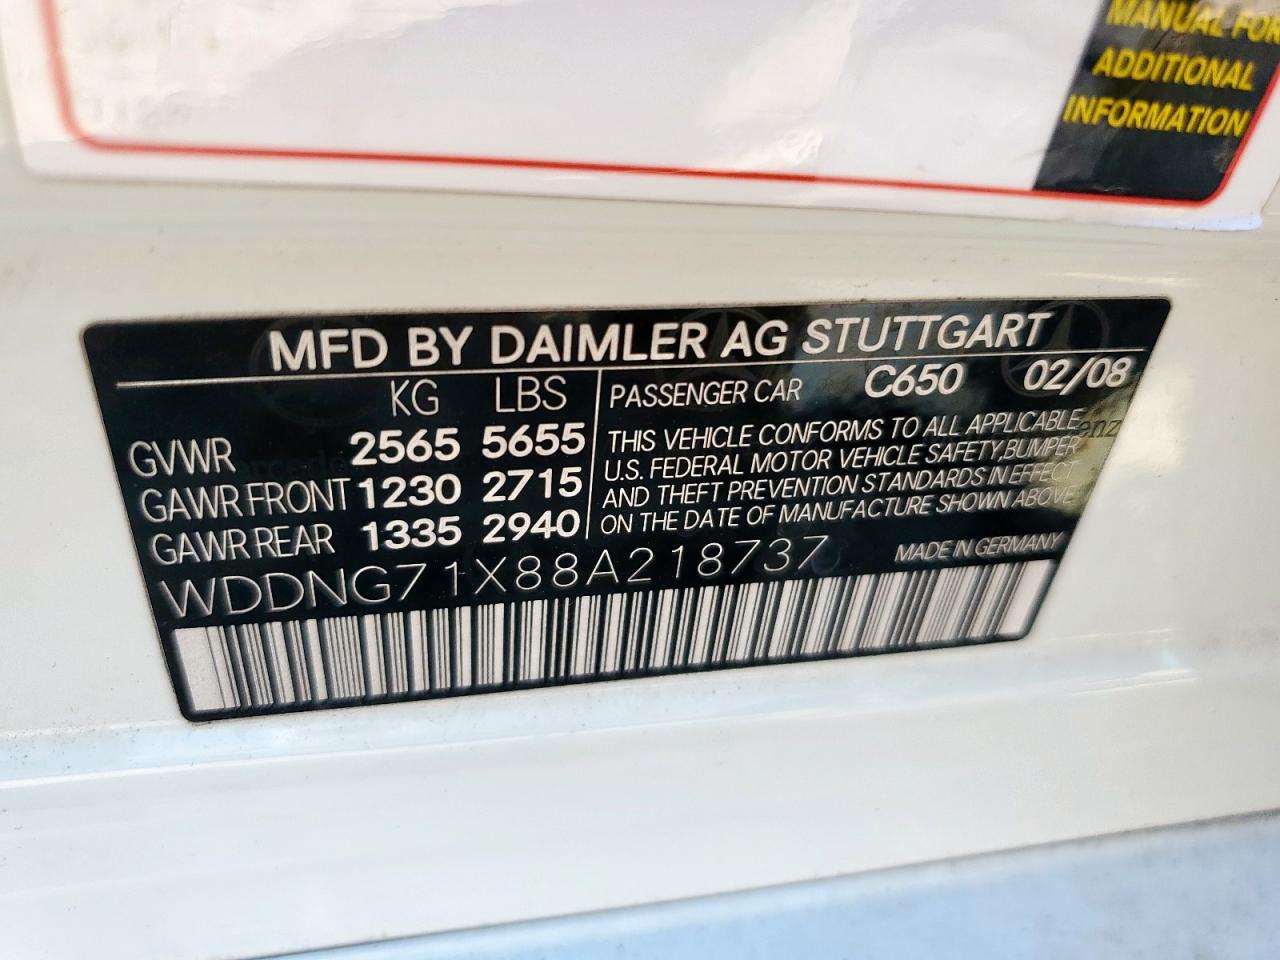 MANUAL FOR
ADDITIONAL
INFORMATION
MFD BY DAIMLER AG STUTTGART
KG LBS
GVWR 2565 5655
GAWR FRONT 1230 2715
GAWR REAR 1335 2940
PASSENGER CAR C650 02/08
THIS VEHICLE CONFORMS TO ALL APPLICABLE
U.S. FEDERAL MOTOR VEHICLE SAFETY,BUMPER
AND THEFT PREVENTION STANDARDS IN EFFECT
ON THE DATE OF MANUFACTURE SHOWN ABOVE
WDDNG71X88A218737 MADE IN GERMANY